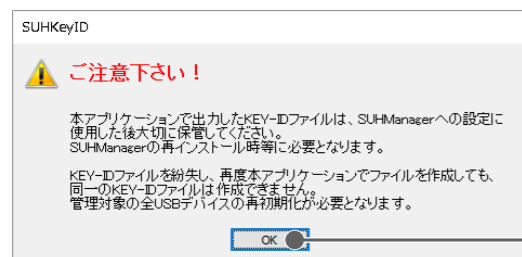 SUHKeyID
ご注意下さい！
本アプリケーションで出力したKEY-IDファイルは、SUHManagerへの設定に
使用した後大切に保管してください。
SUHManagerの再インストール時等に必要となります。
KEY-IDファイルを紛失し、再度本アプリケーションでファイルを作成しても、
同一のKEY-IDファイルは作成できません。
管理対象の全USBデバイスの再初期化が必要となります。
OK